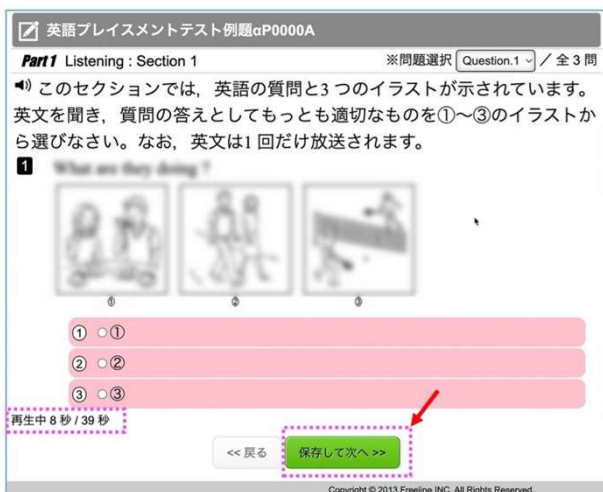 英語プレイスメントテスト例題αP0000A
Part1 Listening : Section 1 ※問題選択 Question.1 ／全3問
このセクションでは，英語の質問と3つのイラストが示されています。
英文を聞き，質問の答えとしてもっとも適切なものを①～③のイラストか
ら選びなさい。なお，英文は1回だけ放送されます。
1 What are they doing ?
① ② ③
① ①
② ②
③ ③
再生中 8 秒 / 39 秒
<< 戻る 保存して次へ >>
Copyright © 2013 Freeline INC. All Rights Reserved.